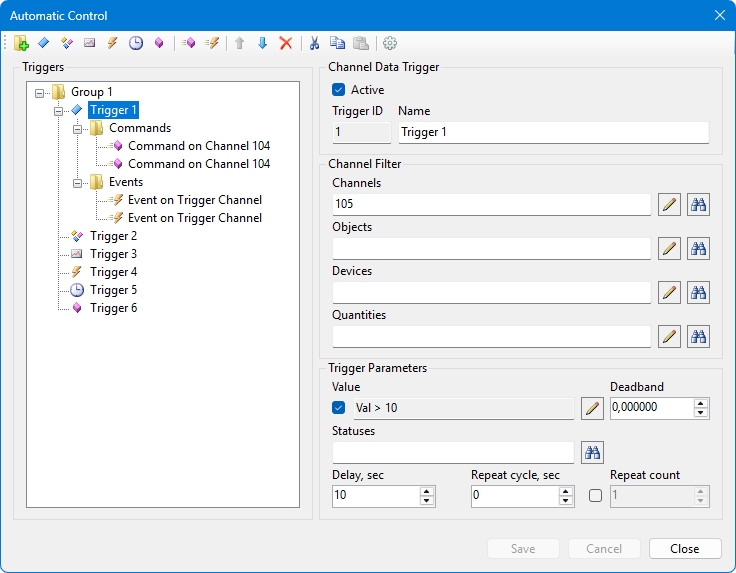 Automatic Control
Triggers
Group 1
Trigger 1
Commands
Command on Channel 104
Command on Channel 104
Events
Event on Trigger Channel
Event on Trigger Channel
Trigger 2
Trigger 3
Trigger 4
Trigger 5
Trigger 6
Channel Data Trigger
Active
Trigger ID Name
1 Trigger 1
Channel Filter
Channels
105
Objects
Devices
Quantities
Trigger Parameters
Value Deadband
Val > 10 0,000000
Statuses
Delay, sec Repeat cycle, sec Repeat count
10 0 1
Save Cancel Close